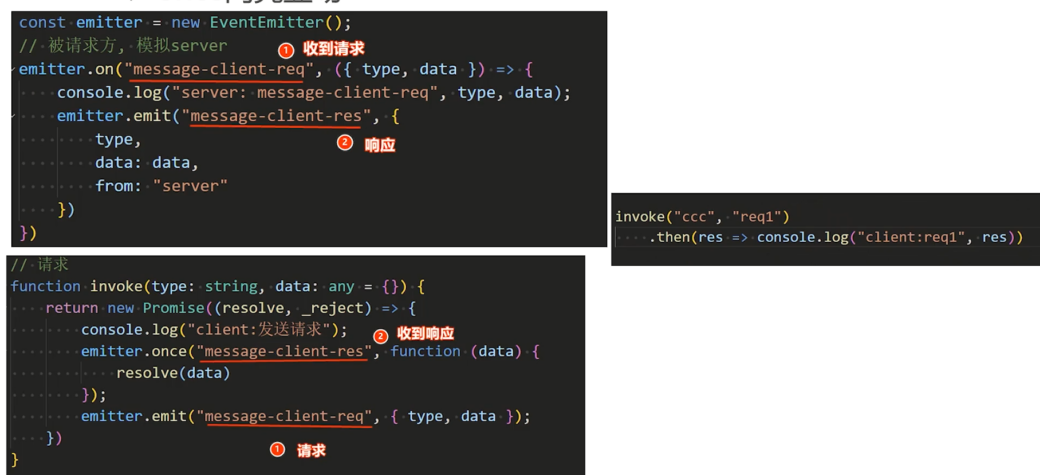 const emitter = new EventEmitter();
// 被请求方, 模拟server
1 收到请求
emitter.on("message-client-req", ({ type, data }) => {
console.log("server: message-client-req", type, data);
emitter.emit("message-client-res", {
type,
2 响应
data: data,
from: "server"
})
})
invoke("ccc", "req1")
.then(res => console.log("client:req1", res))
// 请求
function invoke(type: string, data: any = {}) {
return new Promise((resolve, _reject) => {
console.log("client:发送请求");
2 收到响应
emitter.once("message-client-res", function (data) {
resolve(data)
});
emitter.emit("message-client-req", { type, data });
})
1 请求
}